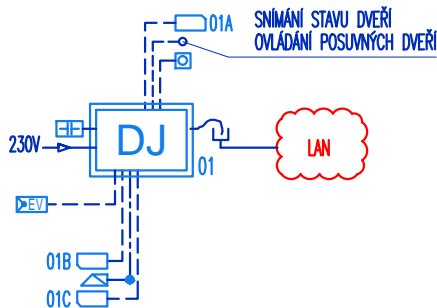 01A
SNÍMÁNÍ STAVU DVEŘÍ
OVLÁDÁNÍ POSUVNÝCH DVEŘÍ
DJ
230V
01
LAN
EV
01B
01C